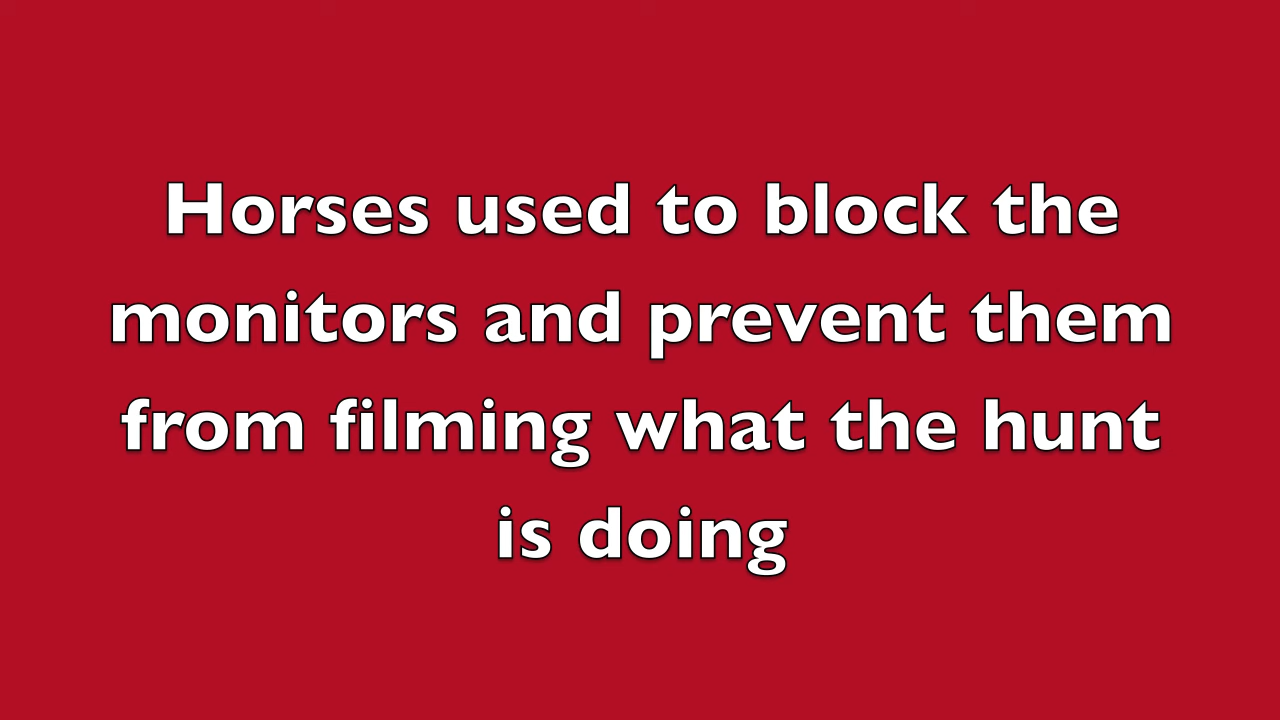 Horses used to block the
monitors and prevent them
from filming what the hunt
is doing